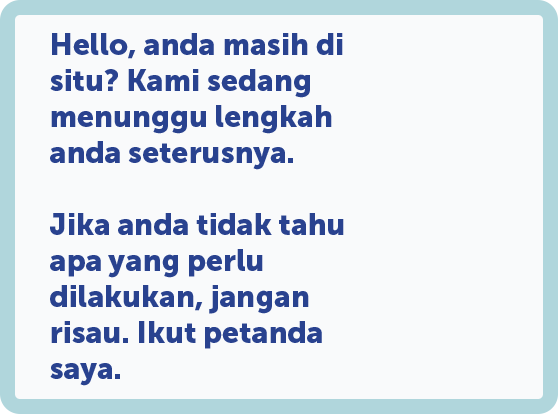 Hello, anda masih di
situ? Kami sedang
menunggu lengkah
anda seterusnya.
Jika anda tidak tahu
apa yang perlu
dilakukan, jangan
risau. Ikut petanda
saya.